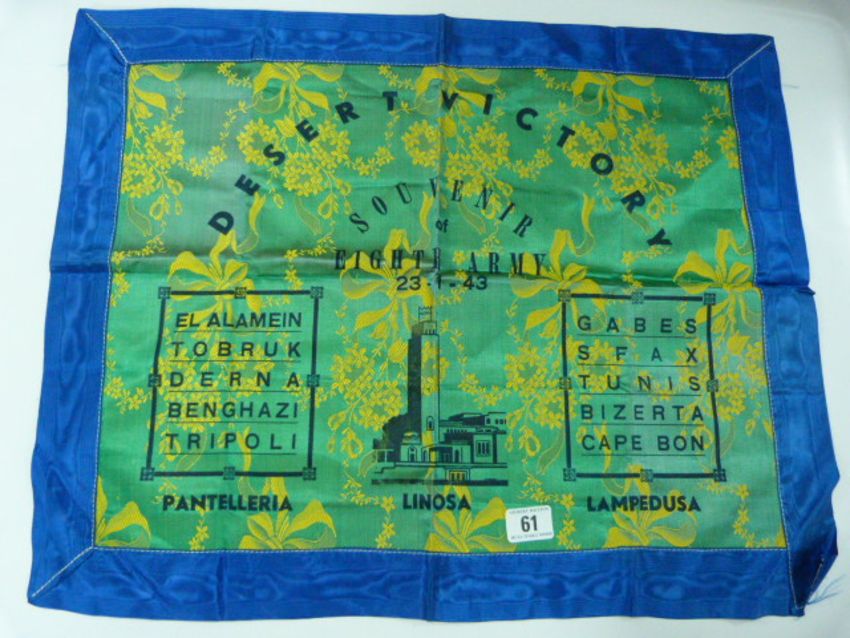 DESERT VICTORY
SOUVENIR
of
EIGHTH ARMY
23-1-43
EL ALAMEIN
TOBRUK
DERNA
BENGHAZI
TRIPOLI
GABES
SFAX
TUNIS
BIZERTA
CAPE BON
PANTELLERIA
LINOSA
LAMPEDUSA
61